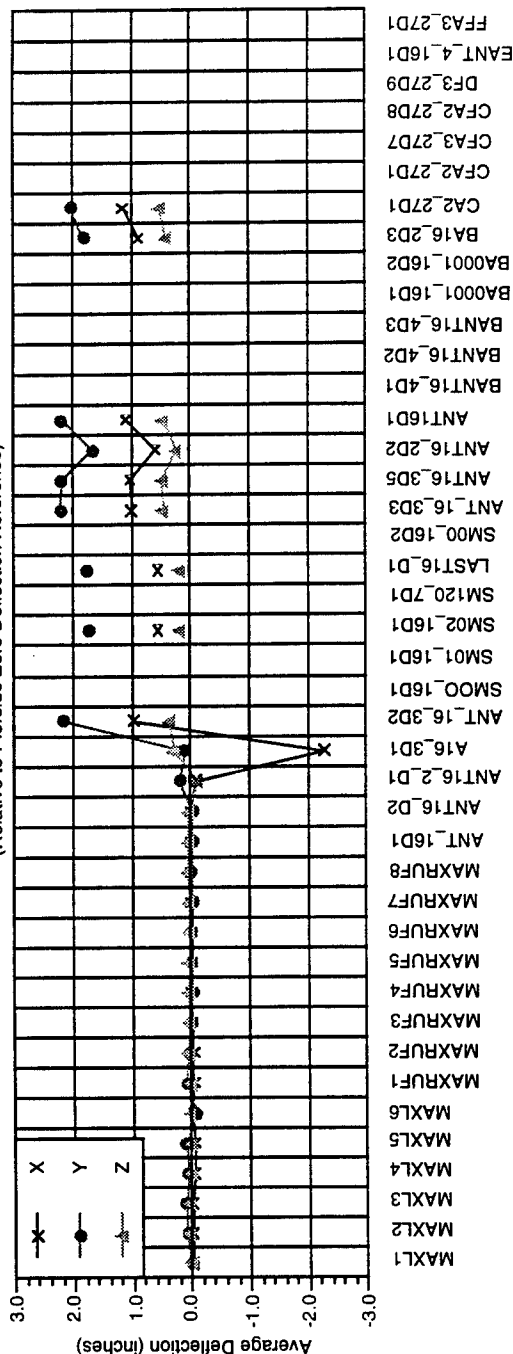 (Relative to Zero Deflection Reference)
X
Y
Z
Average Deflection (inches)
3.0
2.0
1.0
0.0
-1.0
-2.0
-3.0
MAXL1
MAXL2
MAXL3
MAXL4
MAXL5
MAXL6
MAXRUF1
MAXRUF2
MAXRUF3
MAXRUF4
MAXRUF5
MAXRUF6
MAXRUF7
MAXRUF8
ANT_16D1
ANT16_D2
ANT16_2_D1
A16_3D1
ANT_16_3D2
SMOO_16D1
SM01_16D1
SM02_16D1
SM120_7D1
LAST16_D1
SM00_16D2
ANT_16_3D3
ANT16_3D5
ANT16_2D2
ANT16D1
BANT16_4D1
BANT16_4D2
BANT16_4D3
BA0001_16D1
BA0001_16D2
BA16_2D3
CA2_27D1
CFA2_27D1
CFA3_27D7
CFA2_27D8
DF3_27D9
EANT_4_16D1
FFA3_27D1